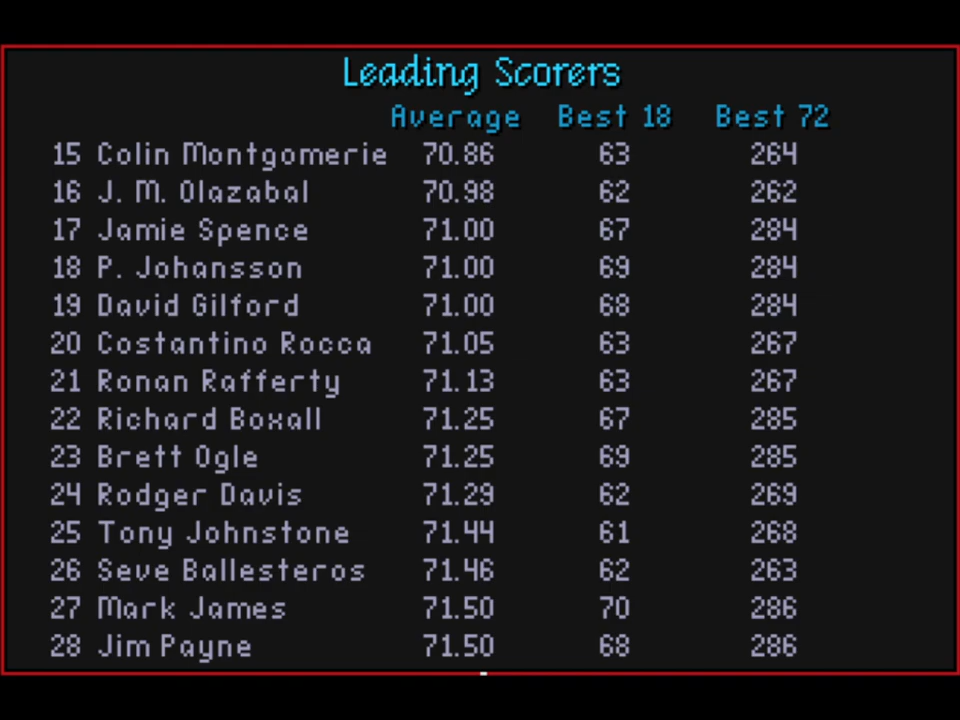 Leading Scorers
Average Best 18 Best 72
15 Colin Montgomerie 70.86 63 264
16 J. M. Olazabal 70.98 62 262
17 Jamie Spence 71.00 67 284
18 P. Johansson 71.00 69 284
19 David Gilford 71.00 68 284
20 Costantino Rocca 71.05 63 267
21 Ronan Rafferty 71.13 63 267
22 Richard Boxall 71.25 67 285
23 Brett Ogle 71.25 69 285
24 Rodger Davis 71.29 62 269
25 Tony Johnstone 71.44 61 268
26 Seve Ballesteros 71.46 62 263
27 Mark James 71.50 70 286
28 Jim Payne 71.50 68 286